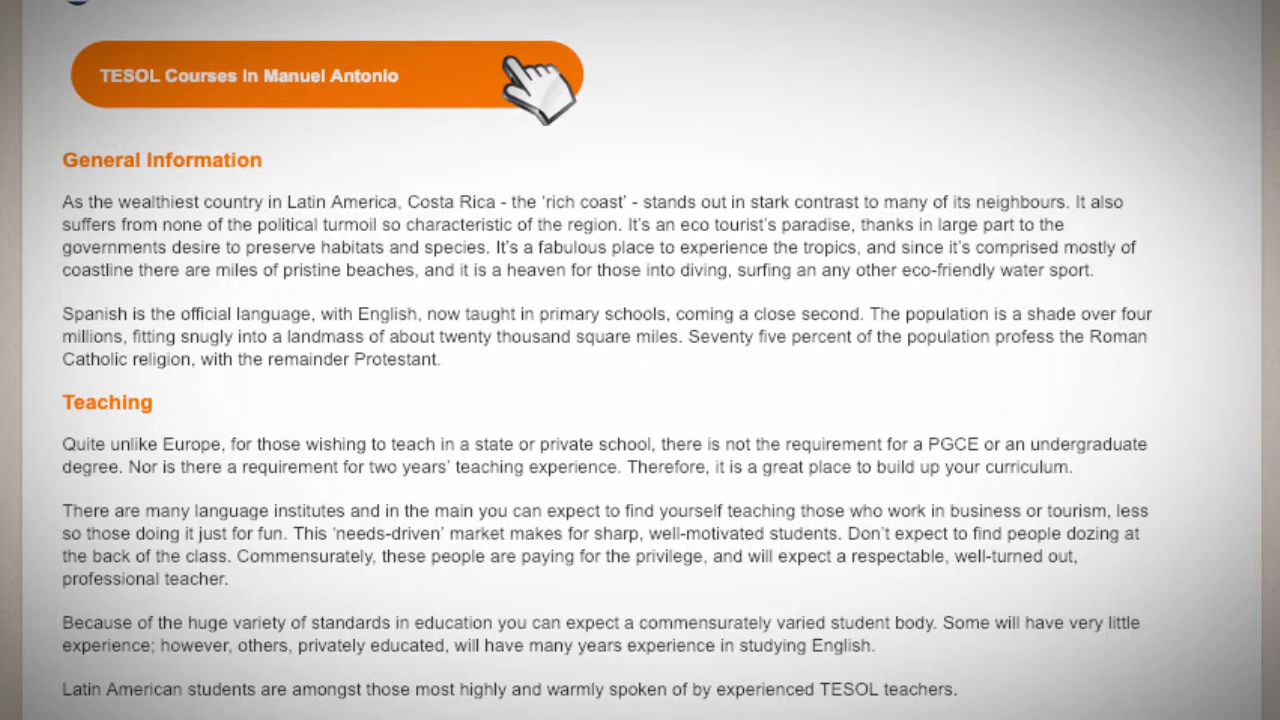 TESOL Courses in Manuel Antonio
General Information
As the wealthiest country in Latin America, Costa Rica - the 'rich coast' - stands out in stark contrast to many of its neighbours. It also
suffers from none of the political turmoil so characteristic of the region. It's an eco tourist's paradise, thanks in large part to the
governments desire to preserve habitats and species. It's a fabulous place to experience the tropics, and since it's comprised mostly of
coastline there are miles of pristine beaches, and it is a heaven for those into diving, surfing an any other eco-friendly water sport.
Spanish is the official language, with English, now taught in primary schools, coming a close second. The population is a shade over four
millions, fitting snugly into a landmass of about twenty thousand square miles. Seventy five percent of the population profess the Roman
Catholic religion, with the remainder Protestant.
Teaching
Quite unlike Europe, for those wishing to teach in a state or private school, there is not the requirement for a PGCE or an undergraduate
degree. Nor is there a requirement for two years' teaching experience. Therefore, it is a great place to build up your curriculum.
There are many language institutes and in the main you can expect to find yourself teaching those who work in business or tourism, less
so those doing it just for fun. This 'needs-driven' market makes for sharp, well-motivated students. Don't expect to find people dozing at
the back of the class. Commensurately, these people are paying for the privilege, and will expect a respectable, well-turned out,
professional teacher.
Because of the huge variety of standards in education you can expect a commensurately varied student body. Some will have very little
experience; however, others, privately educated, will have many years experience in studying English.
Latin American students are amongst those most highly and warmly spoken of by experienced TESOL teachers.